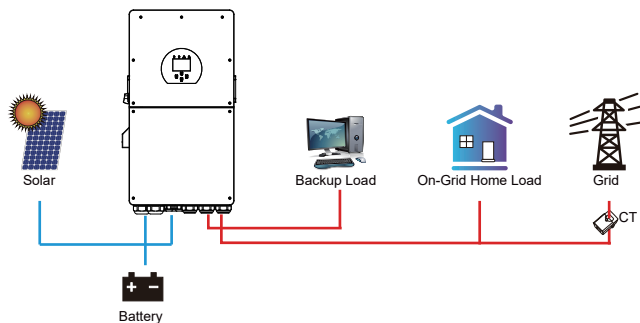 Solar
Backup Load
On-Grid Home Load
Grid
CT
Battery